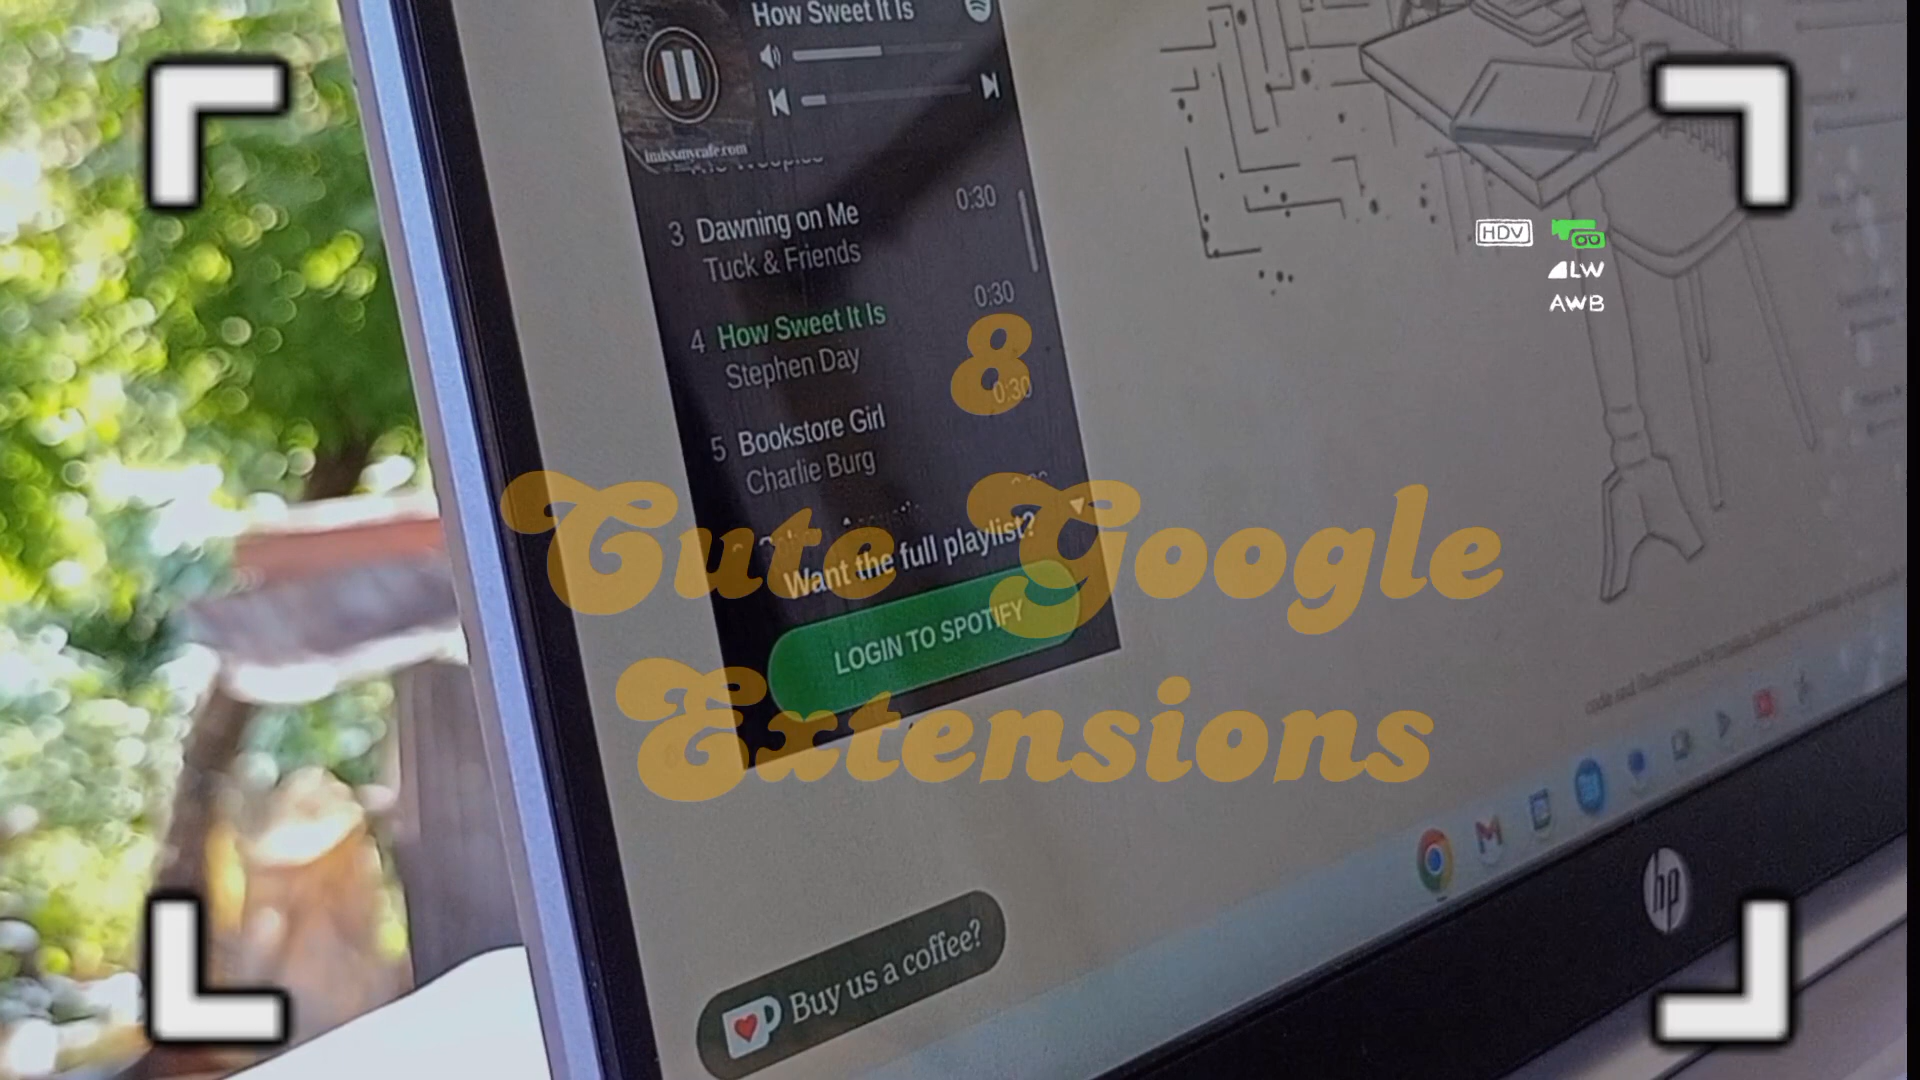 How Sweet It Is
imissmycafe.com
3 Dawning on Me 0:30
Tuck & Friends
4 How Sweet It Is 0:30
Stephen Day
5 Bookstore Girl 0:30
Charlie Burg
Want the full playlist?
LOGIN TO SPOTIFY
Buy us a coffee?
8
Cute Google
Extensions
HDV
LW
AWB
hp